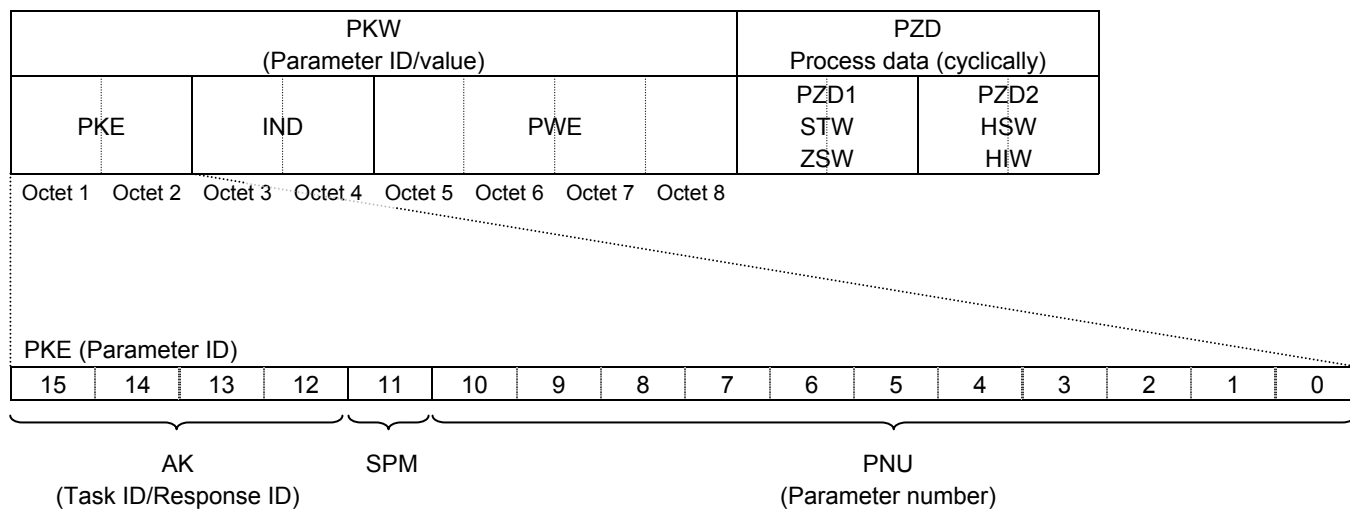 PKW
(Parameter ID/value)
PZD
Process data (cyclically)
PKE
IND
PWE
PZD1
STW
ZSW
PZD2
HSW
HIW
Octet 1 Octet 2 Octet 3 Octet 4 Octet 5 Octet 6 Octet 7 Octet 8
PKE (Parameter ID)
15 14 13 12 11 10 9 8 7 6 5 4 3 2 1 0
AK
(Task ID/Response ID)
SPM
PNU
(Parameter number)